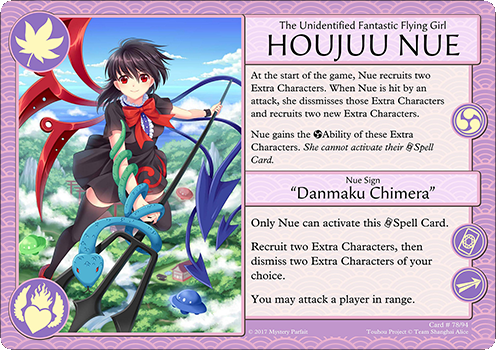 The Unidentified Fantastic Flying Girl
HOUJUU NUE
At the start of the game, Nue recruits two
Extra Characters. When Nue is hit by an
attack, she dismisses those Extra Characters
and recruits two new Extra Characters.
Nue gains the Ability of these Extra
Characters. She cannot activate their Spell
Card.
Nue Sign
“Danmaku Chimera”
Only Nue can activate this Spell Card.
Recruit two Extra Characters, then
dismiss two Extra Characters of your
choice.
You may attack a player in range.
Card # 78/94
© 2017 Mystery Parfait
Touhou Project © Team Shanghai Alice